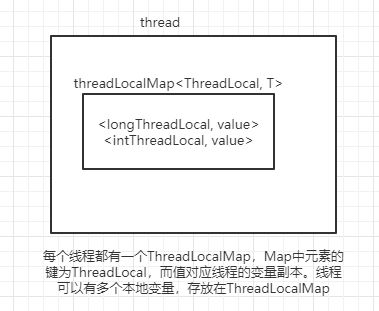 thread
threadLocalMap<ThreadLocal, T>
<longThreadLocal, value>
<intThreadLocal, value>
每个线程都有一个ThreadLocalMap，Map中元素的
键为ThreadLocal，而值对应线程的变量副本。线程
可以有多个本地变量，存放在ThreadLocalMap